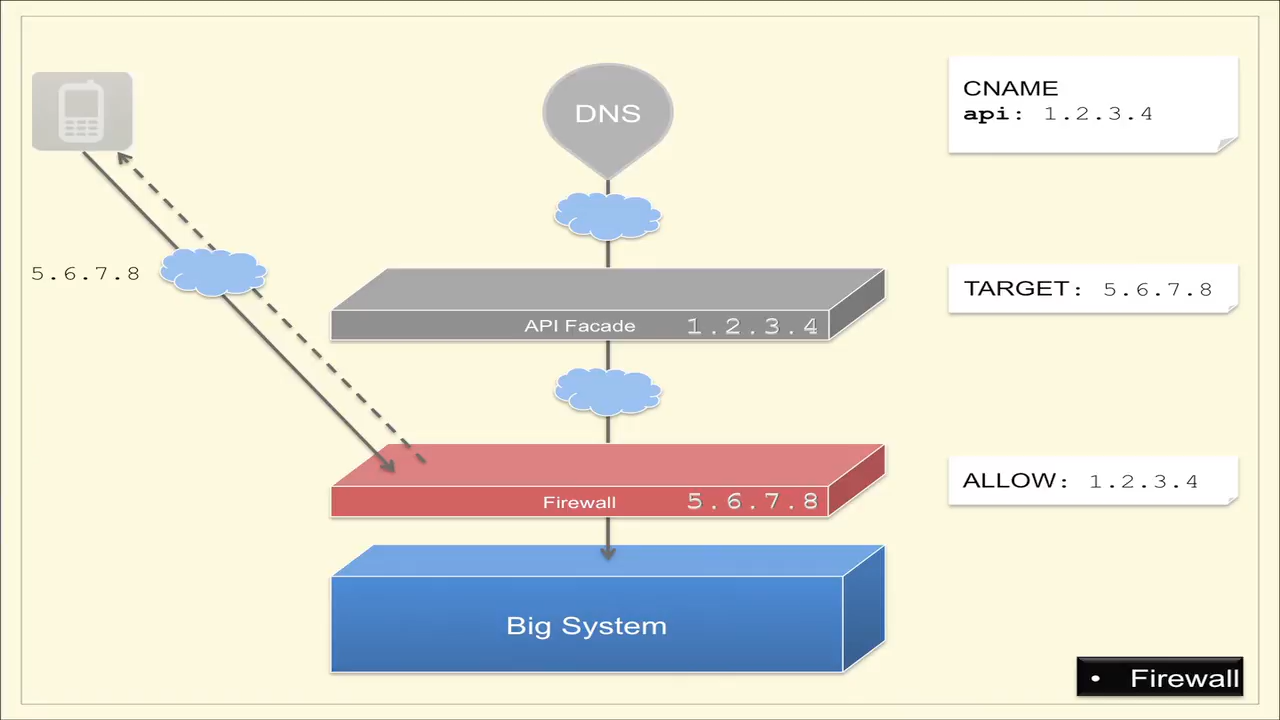 DNS
CNAME
api: 1.2.3.4
5.6.7.8
TARGET: 5.6.7.8
API Facade 1.2.3.4
ALLOW: 1.2.3.4
Firewall 5.6.7.8
Big System
• Firewall